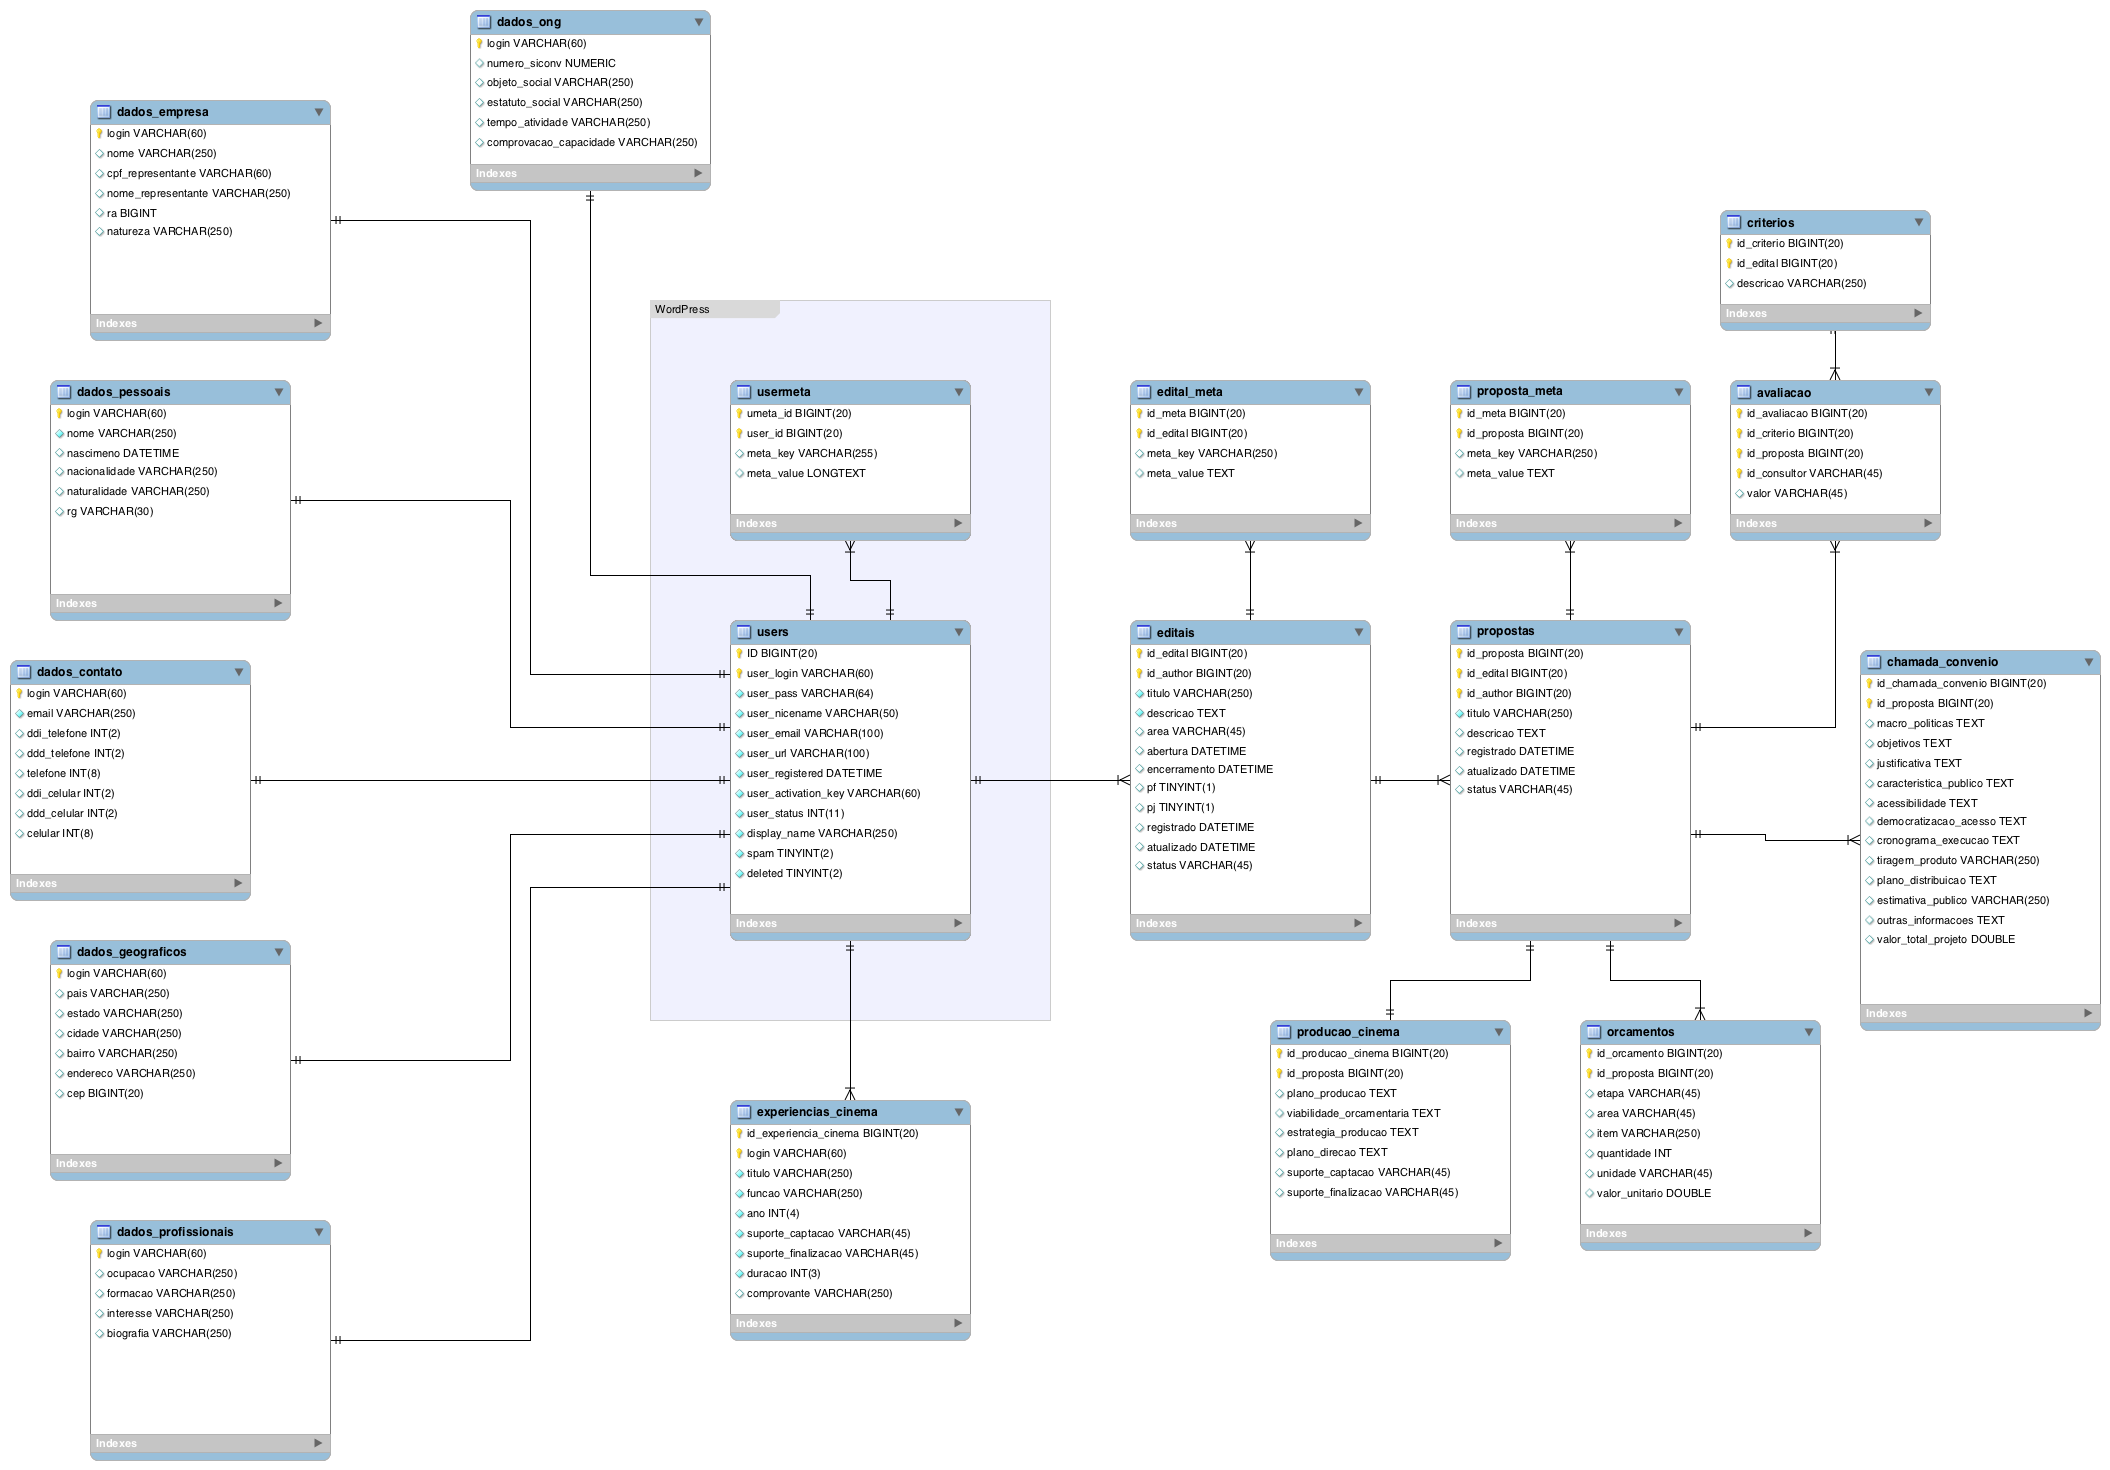 dados_ong
login VARCHAR(60)
numero_siconv NUMERIC
objeto_social VARCHAR(250)
estatuto_social VARCHAR(250)
tempo_atividade VARCHAR(250)
comprovacao_capacidade VARCHAR(250)
Indexes
dados_empresa
login VARCHAR(60)
nome VARCHAR(250)
cpf_representante VARCHAR(60)
nome_representante VARCHAR(250)
ra BIGINT
natureza VARCHAR(250)
Indexes
dados_pessoais
login VARCHAR(60)
nome VARCHAR(250)
nascimeno DATETIME
nacionalidade VARCHAR(250)
naturalidade VARCHAR(250)
rg VARCHAR(30)
Indexes
dados_contato
login VARCHAR(60)
email VARCHAR(250)
ddi_telefone INT(2)
ddd_telefone INT(2)
telefone INT(8)
ddi_celular INT(2)
ddd_celular INT(2)
celular INT(8)
Indexes
dados_geograficos
login VARCHAR(60)
pais VARCHAR(250)
estado VARCHAR(250)
cidade VARCHAR(250)
bairro VARCHAR(250)
endereco VARCHAR(250)
cep BIGINT(20)
Indexes
dados_profissionais
login VARCHAR(60)
ocupacao VARCHAR(250)
formacao VARCHAR(250)
interesse VARCHAR(250)
biografia VARCHAR(250)
Indexes
WordPress
usermeta
umeta_id BIGINT(20)
user_id BIGINT(20)
meta_key VARCHAR(255)
meta_value LONGTEXT
Indexes
users
ID BIGINT(20)
user_login VARCHAR(60)
user_pass VARCHAR(64)
user_nicename VARCHAR(50)
user_email VARCHAR(100)
user_url VARCHAR(100)
user_registered DATETIME
user_activation_key VARCHAR(60)
user_status INT(11)
display_name VARCHAR(250)
spam TINYINT(2)
deleted TINYINT(2)
Indexes
experiencias_cinema
id_experiencia_cinema BIGINT(20)
login VARCHAR(60)
titulo VARCHAR(250)
funcao VARCHAR(250)
ano INT(4)
suporte_captacao VARCHAR(45)
suporte_finalizacao VARCHAR(45)
duracao INT(3)
comprovante VARCHAR(250)
Indexes
edital_meta
id_meta BIGINT(20)
id_edital BIGINT(20)
meta_key VARCHAR(250)
meta_value TEXT
Indexes
editais
id_edital BIGINT(20)
id_author BIGINT(20)
titulo VARCHAR(250)
descricao TEXT
area VARCHAR(45)
abertura DATETIME
encerramento DATETIME
pf TINYINT(1)
pj TINYINT(1)
registrado DATETIME
atualizado DATETIME
status VARCHAR(45)
Indexes
proposta_meta
id_meta BIGINT(20)
id_proposta BIGINT(20)
meta_key VARCHAR(250)
meta_value TEXT
Indexes
propostas
id_proposta BIGINT(20)
id_edital BIGINT(20)
id_author BIGINT(20)
titulo VARCHAR(250)
descricao TEXT
registrado DATETIME
atualizado DATETIME
status VARCHAR(45)
Indexes
producao_cinema
id_producao_cinema BIGINT(20)
id_proposta BIGINT(20)
plano_producao TEXT
viabilidade_orcamentaria TEXT
estrategia_producao TEXT
plano_direcao TEXT
suporte_captacao VARCHAR(45)
suporte_finalizacao VARCHAR(45)
Indexes
orcamentos
id_orcamento BIGINT(20)
id_proposta BIGINT(20)
etapa VARCHAR(45)
area VARCHAR(45)
item VARCHAR(250)
quantidade INT
unidade VARCHAR(45)
valor_unitario DOUBLE
Indexes
criterios
id_criterio BIGINT(20)
id_edital BIGINT(20)
descricao VARCHAR(250)
Indexes
avaliacao
id_avaliacao BIGINT(20)
id_criterio BIGINT(20)
id_proposta BIGINT(20)
id_consultor VARCHAR(45)
valor VARCHAR(45)
Indexes
chamada_convenio
id_chamada_convenio BIGINT(20)
id_proposta BIGINT(20)
macro_politicas TEXT
objetivos TEXT
justificativa TEXT
caracteristica_publico TEXT
acessibilidade TEXT
democratizacao_acesso TEXT
cronograma_execucao TEXT
tiragem_produto VARCHAR(250)
plano_distribuicao TEXT
estimativa_publico VARCHAR(250)
outras_informacoes TEXT
valor_total_projeto DOUBLE
Indexes